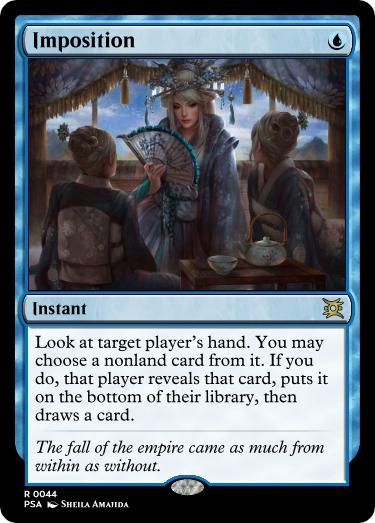 Imposition
Instant
Look at target player's hand. You may
choose a nonland card from it. If you
do, that player reveals that card, puts it
on the bottom of their library, then
draws a card.
The fall of the empire came as much from
within as without.
R 0044
PSA Sheila Amajida